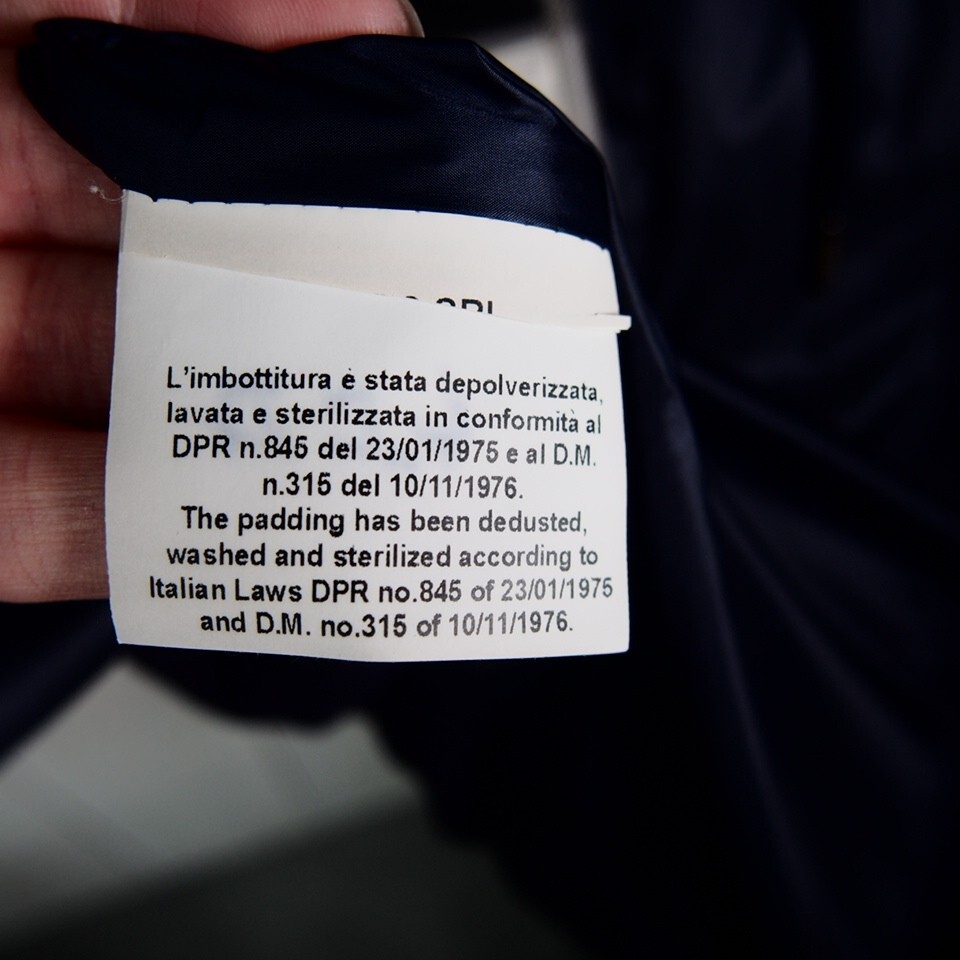 L'imbottitura è stata depolverizzata,
lavata e sterilizzata in conformità al
DPR n.845 del 23/01/1975 e al D.M.
n.315 del 10/11/1976.
The padding has been dedusted,
washed and sterilized according to
Italian Laws DPR no.845 of 23/01/1975
and D.M. no.315 of 10/11/1976.